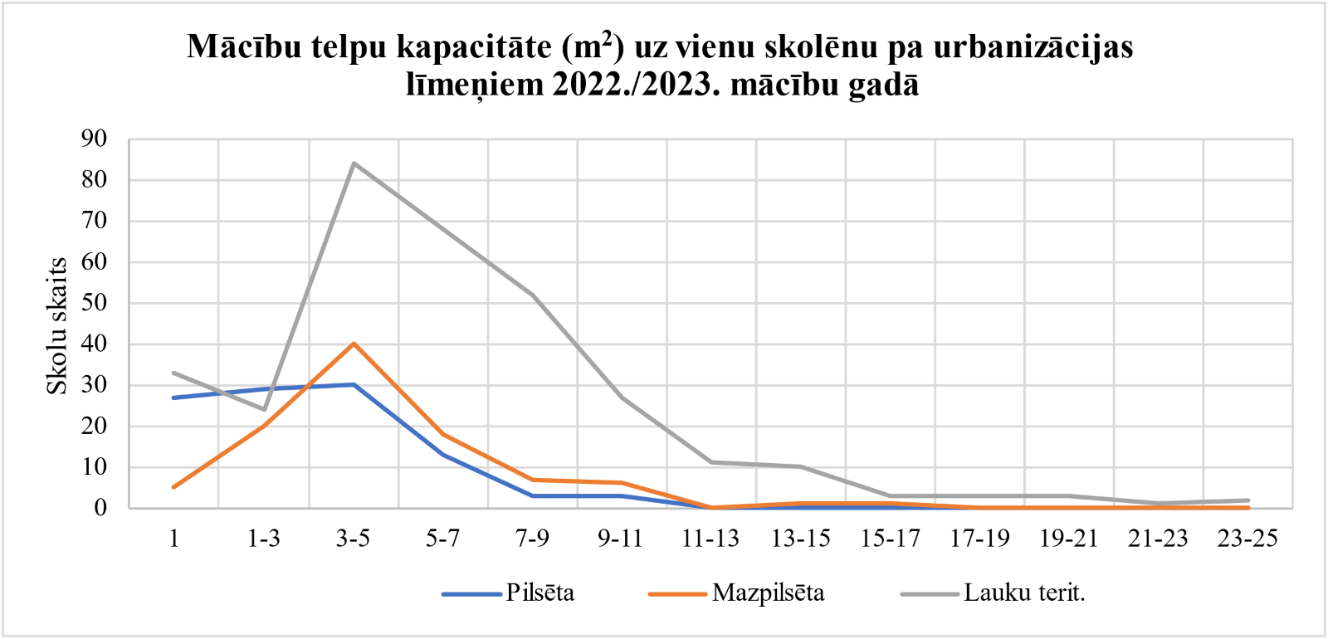 Mācību telpu kapacitāte (m²) uz vienu skolēnu pa urbanizācijas
līmeņiem 2022./2023. mācību gadā
Skolu skaits
90
80
70
60
50
40
30
20
10
0
1 1-3 3-5 5-7 7-9 9-11 11-13 13-15 15-17 17-19 19-21 21-23 23-25
Pilsēta Mazpilsēta Lauku terit.